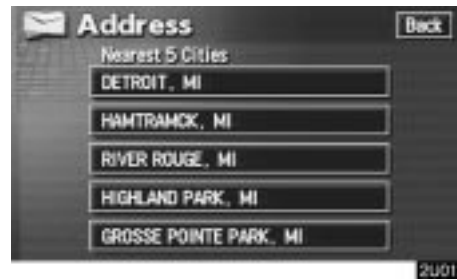 Address
Back
Nearest 5 Cities
DETROIT, MI
HAMTRAMCK, MI
RIVER ROUGE, MI
HIGHLAND PARK, MI
GROSSE POINTE PARK, MI
2U01